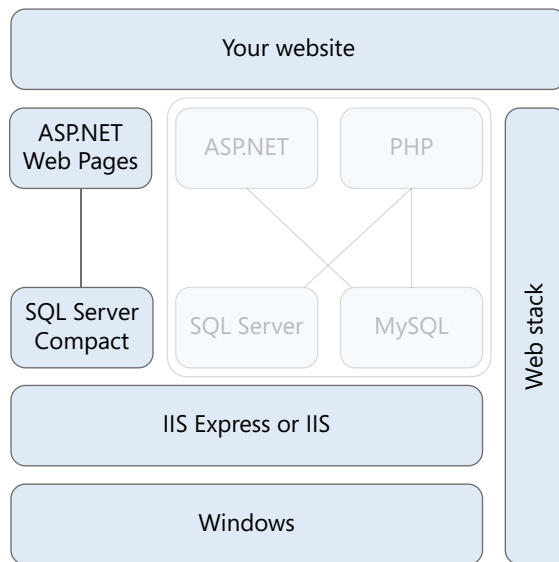 Your website
ASP.NET
Web Pages
ASP.NET
PHP
SQL Server
Compact
SQL Server
MySQL
Web stack
IIS Express or IIS
Windows